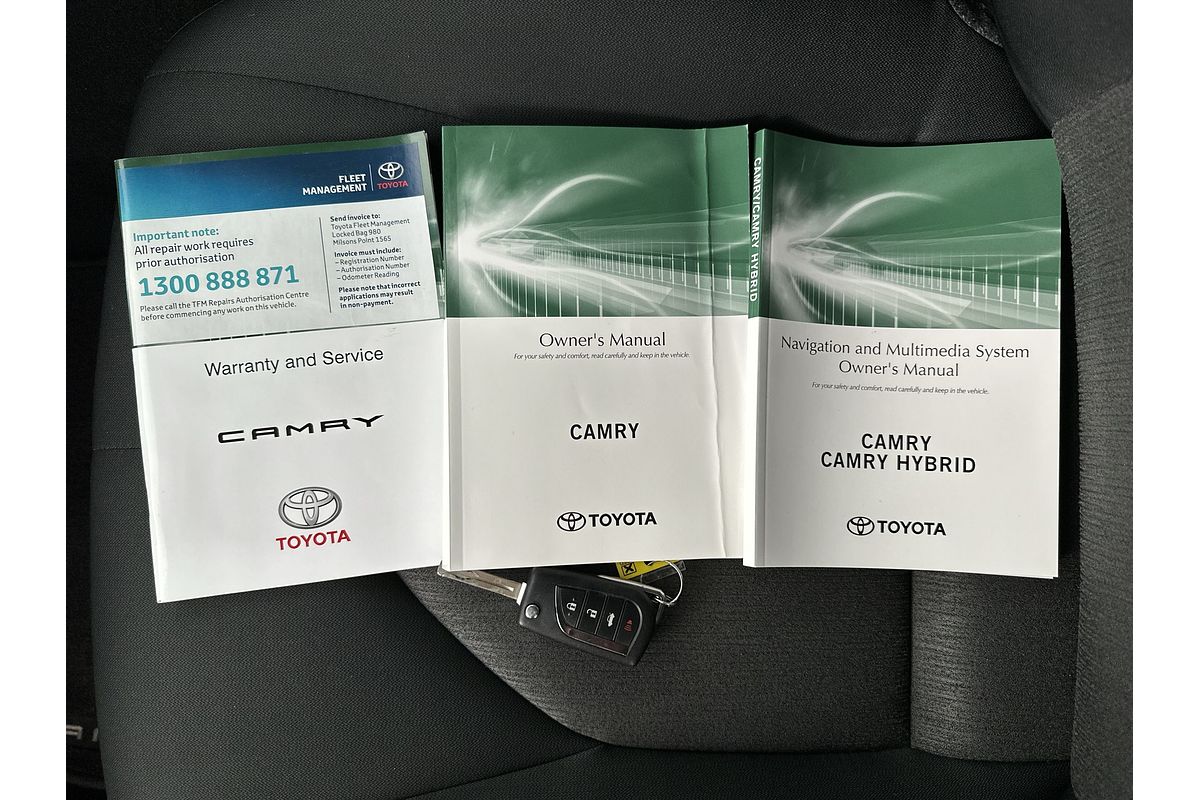 FLEET
MANAGEMENT
TOYOTA
Important note:
All repair work requires
prior authorisation
1300 888 871
Please call the TFM Repairs Authorisation Centre
before commencing any work on this vehicle.
Send invoice to:
Toyota Fleet Management
Locked Bag 980
Milsons Point 1565
Invoice must include:
– Registration Number
– Authorisation Number
– Odometer Reading
Please note that incorrect
applications may result
in non-payment.
Warranty and Service
CAMRY
TOYOTA
Owner's Manual
For your safety and comfort, read carefully and keep in the vehicle.
CAMRY
TOYOTA
CAMRY/CAMRY HYBRID
Navigation and Multimedia System
Owner's Manual
For your safety and comfort, read carefully and keep in the vehicle.
CAMRY
CAMRY HYBRID
TOYOTA